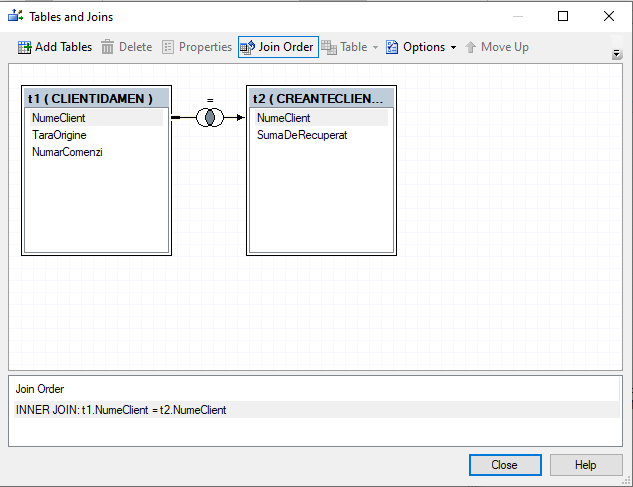 Tables and Joins
Add Tables Delete Properties Join Order Table Options Move Up
t1 ( CLIENTIDAMEN )
NumeClient
TaraOrigine
NumarComenzi
=
t2 ( CREANTECLIEN...
NumeClient
SumaDeRecuperat
Join Order
INNER JOIN: t1.NumeClient = t2.NumeClient
Close Help